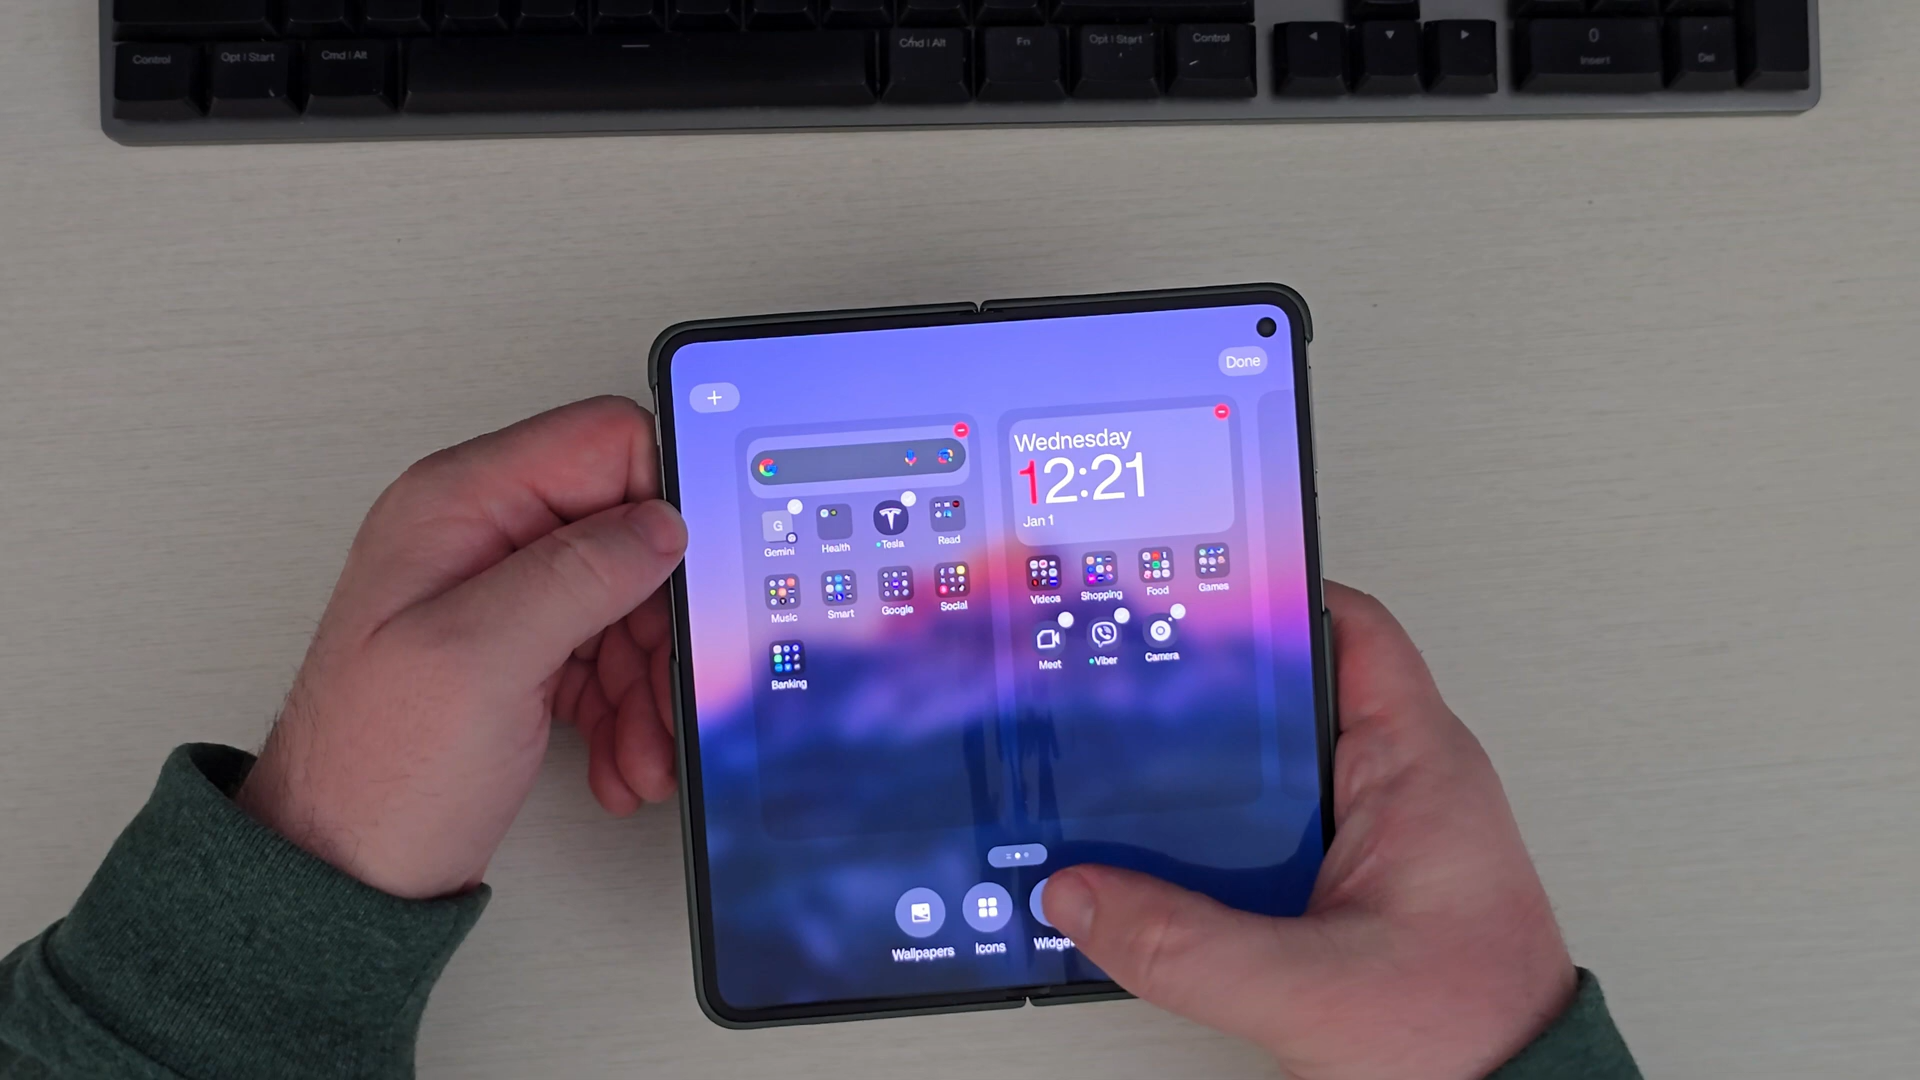 Control
Opt | Start
Cmd | Alt
Cmd | Alt
Fn
Opt | Start
Control
0
Insert
Del
Done
Wednesday
12:21
Jan 1
G
Gemini
Health
Tesla
Read
Music
Smart
Google
Social
Banking
Videos
Shopping
Food
Games
Meet
Viber
Camera
Wallpapers
Icons